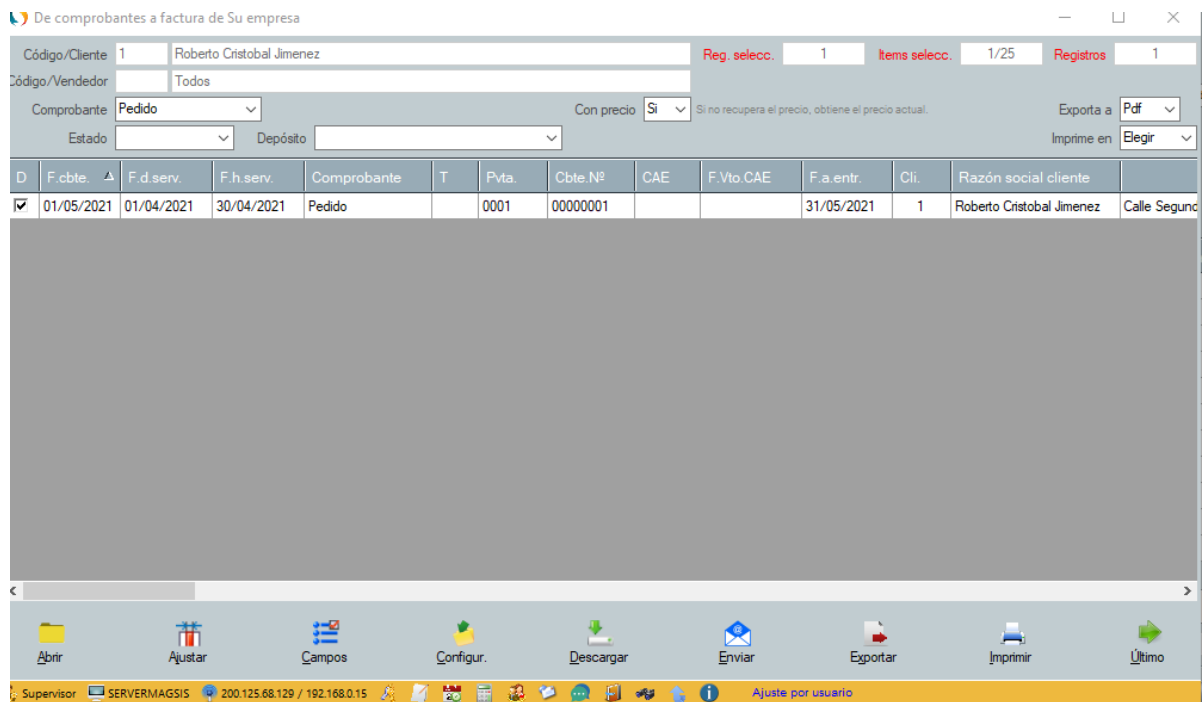 De comprobantes a factura de Su empresa
Código/Cliente 1 Roberto Cristobal Jimenez Reg. selecc. 1 Items selecc. 1/25 Registros 1
Código/Vendedor Todos
Comprobante Pedido Con precio Si Si no recupera el precio, obtiene el precio actual. Exporta a Pdf
Estado Depósito Imprime en Elegir
D F.cbte. F.d.serv. F.h.serv. Comprobante T Pvta. Cbte.Nº CAE F.Vto.CAE F.a.entr. Cli. Razón social cliente
01/05/2021 01/04/2021 30/04/2021 Pedido 0001 00000001 31/05/2021 1 Roberto Cristobal Jimenez Calle Segund
Abrir Ajustar Campos Configur. Descargar Enviar Exportar Imprimir Último
Supervisor SERVERMAGSIS 200.125.68.129 / 192.168.0.15 Ajuste por usuario